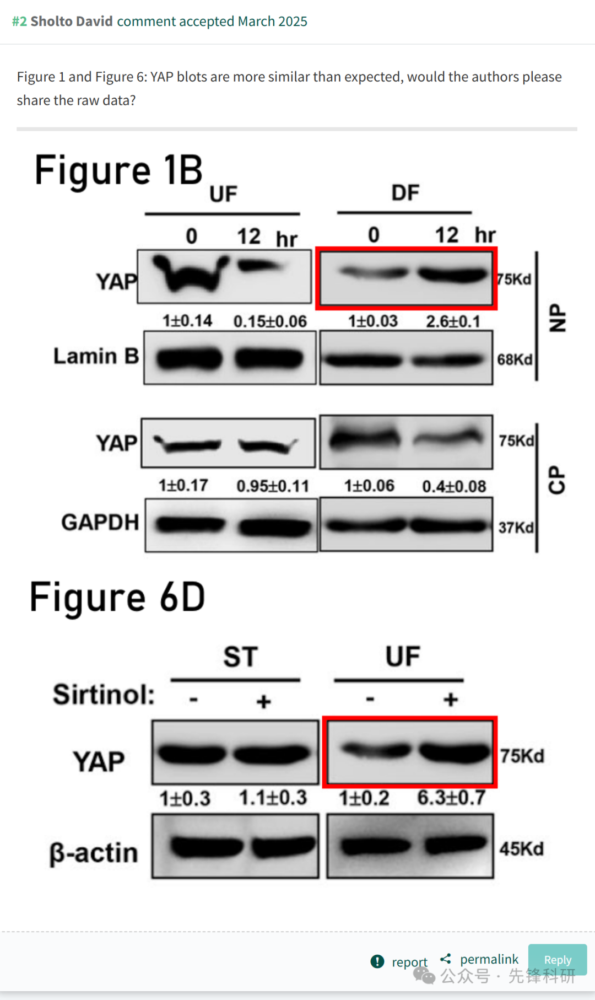 #2 Sholto David comment accepted March 2025
Figure 1 and Figure 6: YAP blots are more similar than expected, would the authors please
share the raw data?
Figure 1B
UF DF
0 12 hr 0 12 hr
YAP 75Kd
1±0.14 0.15±0.06 1±0.03 2.6±0.1
NP
Lamin B 68Kd
YAP 75Kd
1±0.17 0.95±0.11 1±0.06 0.4±0.08
CP
GAPDH 37Kd
Figure 6D
ST UF
Sirtinol: - + - +
YAP 75Kd
1±0.3 1.1±0.3 1±0.2 6.3±0.7
β-actin 45Kd
report permalink Reply
公众号 · 先锋科研